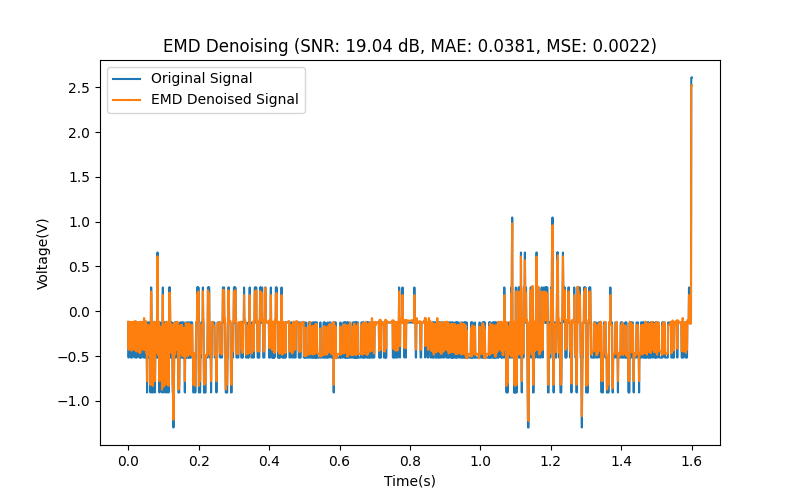 EMD Denoising (SNR: 19.04 dB, MAE: 0.0381, MSE: 0.0022)
Original Signal
EMD Denoised Signal
2.5
2.0
1.5
1.0
0.5
0.0
−0.5
−1.0
Voltage(V)
0.0 0.2 0.4 0.6 0.8 1.0 1.2 1.4 1.6
Time(s)